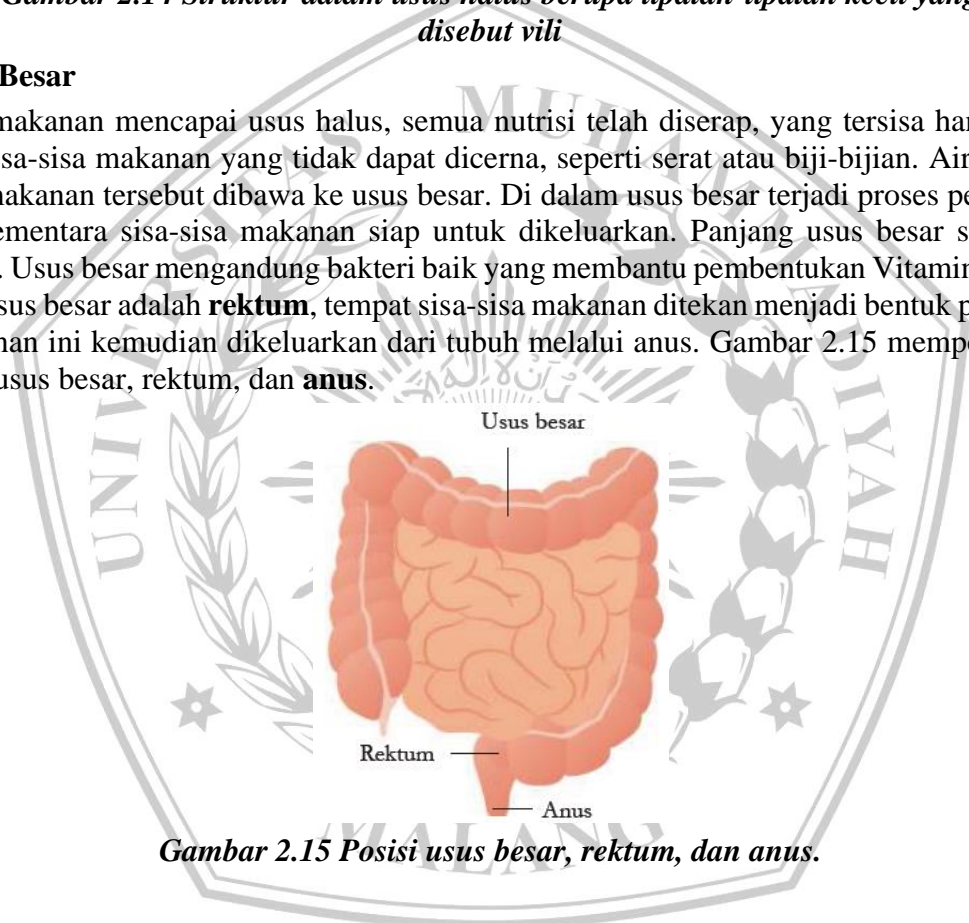 Gambar 2.14 Struktur dalam usus halus berupa lipatan-lipatan kecil yang
disebut vili
Besar
makanan mencapai usus halus, semua nutrisi telah diserap, yang tersisa
sa-sisa makanan yang tidak dapat dicerna, seperti serat atau biji-bijian. Air
makanan tersebut dibawa ke usus besar. Di dalam usus besar terjadi proses
ementara sisa-sisa makanan siap untuk dikeluarkan. Panjang usus besar
. Usus besar mengandung bakteri baik yang membantu pembentukan Vitamin
sus besar adalah rektum, tempat sisa-sisa makanan ditekan menjadi bentuk
ini kemudian dikeluarkan dari tubuh melalui anus. Gambar 2.15
usus besar, rektum, dan anus.
Usus besar
Rektum
Anus
Gambar 2.15 Posisi usus besar, rektum, dan anus.
UNIVERSITAS MUHAMMADIYAH
MALANG